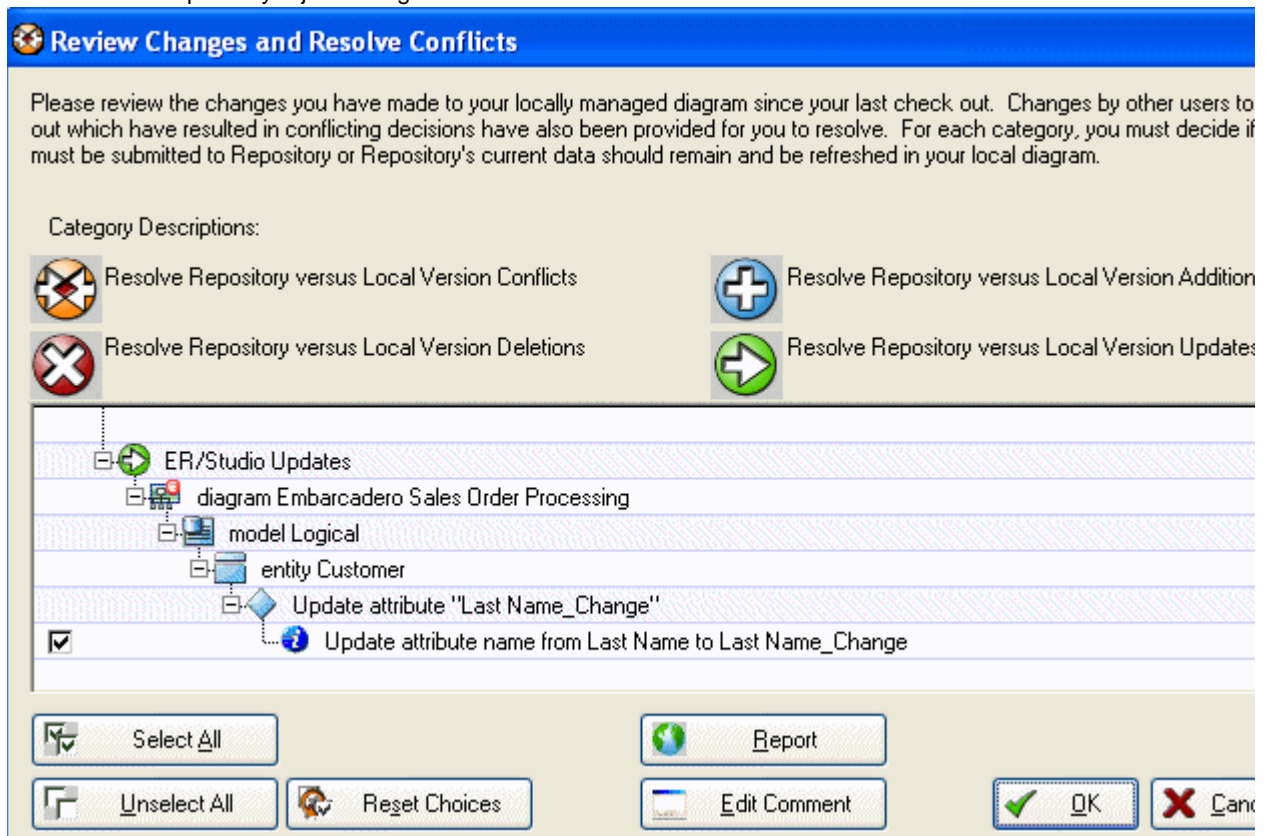 Review Changes and Resolve Conflicts
Please review the changes you have made to your locally managed diagram since your last check out. Changes by other users to
out which have resulted in conflicting decisions have also been provided for you to resolve. For each category, you must decide if
must be submitted to Repository or Repository's current data should remain and be refreshed in your local diagram.
Category Descriptions:
Resolve Repository versus Local Version Conflicts
Resolve Repository versus Local Version Addition
Resolve Repository versus Local Version Deletions
Resolve Repository versus Local Version Updates
ER/Studio Updates
diagram Embarcadero Sales Order Processing
model Logical
entity Customer
Update attribute "Last Name_Change"
Update attribute name from Last Name to Last Name_Change
Select All
Report
Unselect All
Reset Choices
Edit Comment
OK
Canc